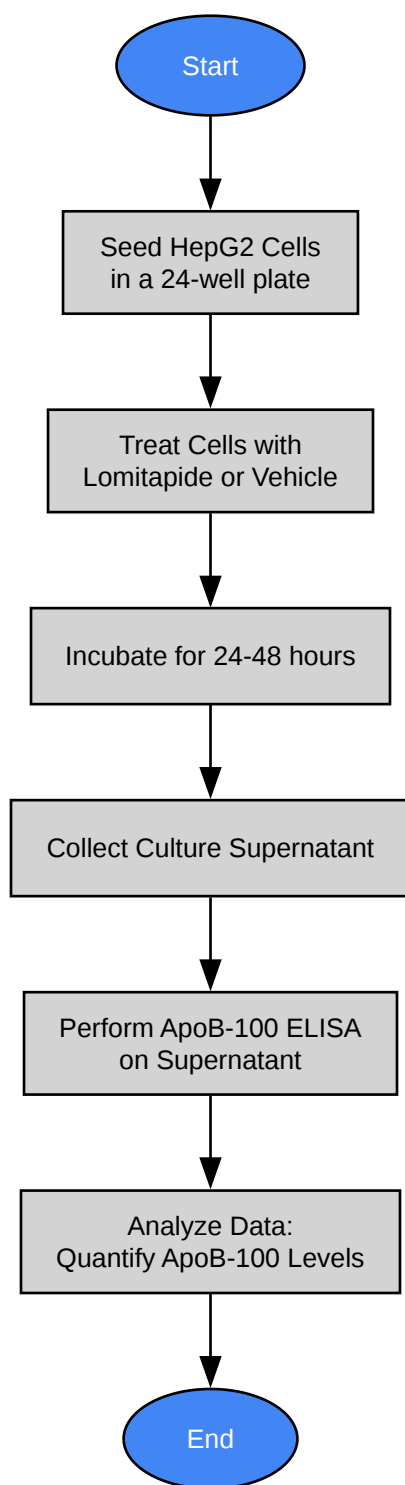 Start
Seed HepG2 Cells
in a 24-well plate
Treat Cells with
Lomitapide or Vehicle
Incubate for 24-48 hours
Collect Culture Supernatant
Perform ApoB-100 ELISA
on Supernatant
Analyze Data:
Quantify ApoB-100 Levels
End